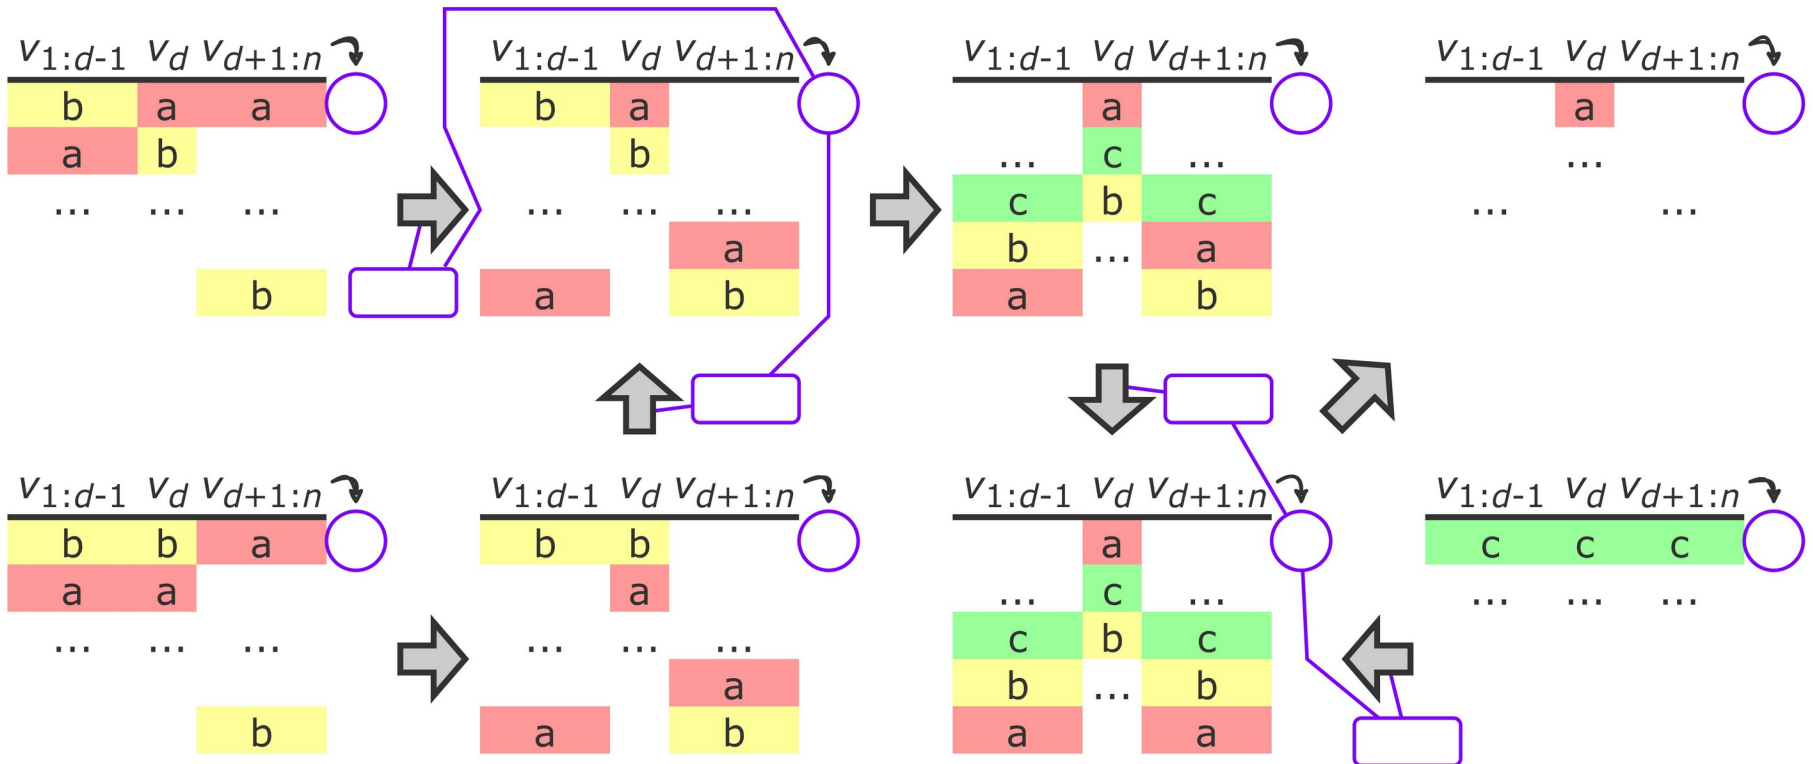 v1:d-1 vd vd+1:n
b a a
a b
... ... ...
b
v1:d-1 vd vd+1:n
b a
b
... ... ...
a
a b
v1:d-1 vd vd+1:n
a
... c ...
c b c
b ... a
a b
v1:d-1 vd vd+1:n
a
...
... ...
v1:d-1 vd vd+1:n
b b a
a a
... ... ...
b
v1:d-1 vd vd+1:n
b b
a
... ... ...
a
a b
v1:d-1 vd vd+1:n
a
... c ...
c b c
b ... b
a a
v1:d-1 vd vd+1:n
c c c
... ... ...